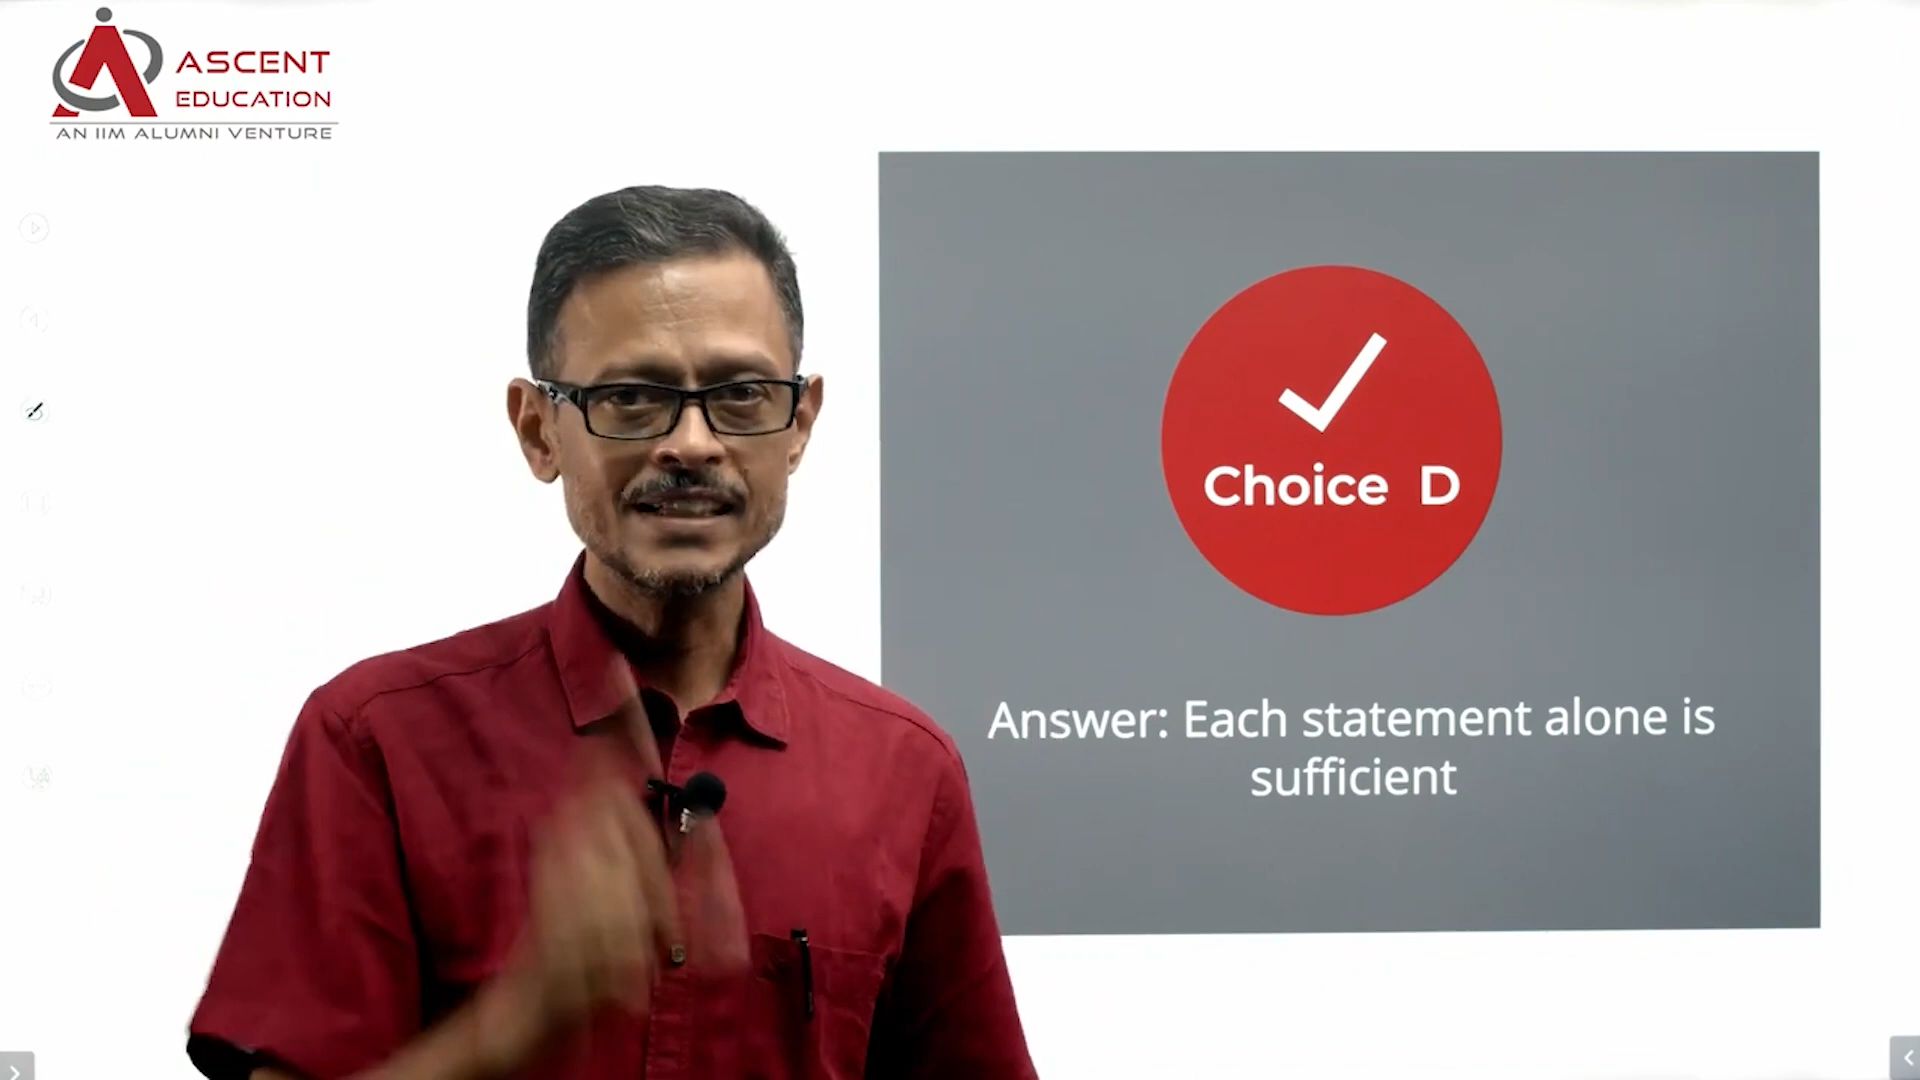 ASCENT
EDUCATION
AN IIM ALUMNI VENTURE
Choice D
Answer: Each statement alone is
sufficient